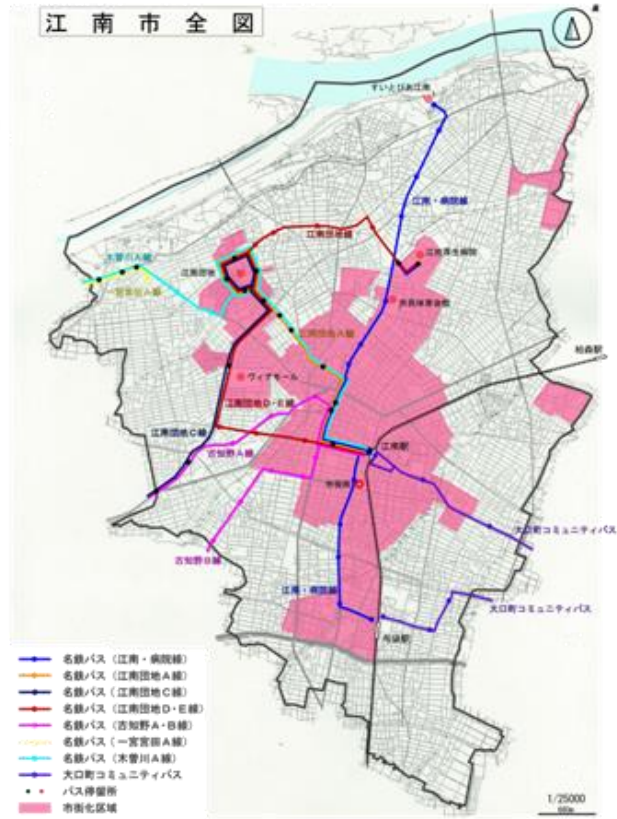 江南市全図
すいとぴあ江南
江南・病院線
江南団地線
江南厚生病院
木曽川A線
江南団地
一宮宮田A線
市民体育会館
江南団地A線
柏森駅
ヴィアモール
江南団地D・E線
江南団地C線
江南駅
古知野A線
市役所
大口町コミュニティバス
古知野B線
江南・病院線
大口町コミュニティバス
布袋駅
名鉄バス（江南・病院線）
名鉄バス（江南団地A線）
名鉄バス（江南団地C線）
名鉄バス（江南団地D・E線）
名鉄バス（古知野A・B線）
名鉄バス（一宮宮田A線）
名鉄バス（木曽川A線）
大口町コミュニティバス
バス停留所
市街化区域
1/25000